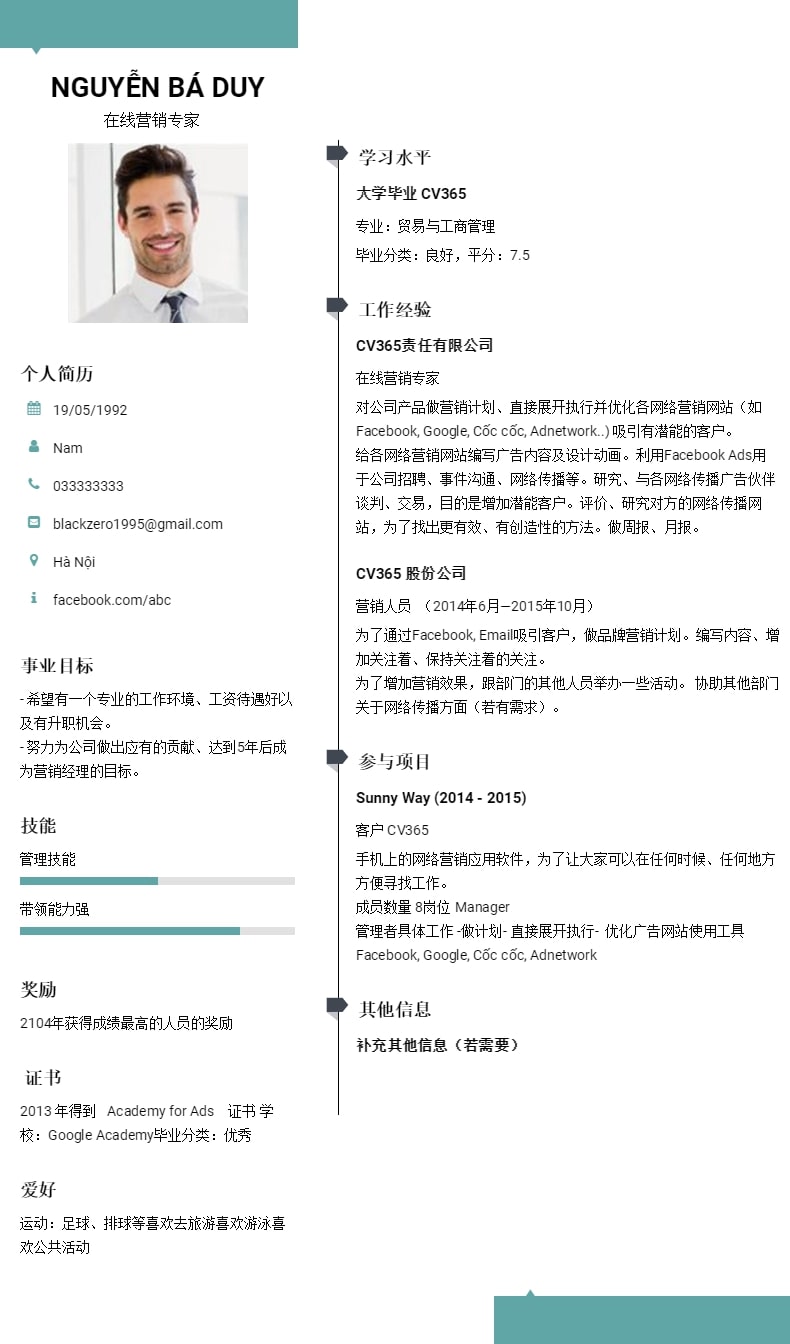 NGUYỄN BÁ DUY
在线营销专家
个人简历
19/05/1992
Nam
033333333
blackzero1995@gmail.com
Hà Nội
facebook.com/abc
事业目标
- 希望有一个专业的工作环境、工资待遇好以
及有升职机会。
- 努力为公司做出应有的贡献、达到5年后成
为营销经理的目标。
技能
管理技能
带领能力强
奖励
2104年获得成绩最高的人员的奖励
证书
2013 年得到 Academy for Ads 证书 学
校：Google Academy毕业分类：优秀
爱好
运动：足球、排球等喜欢去旅游喜欢游泳喜
欢公共活动
学习水平
大学毕业 CV365
专业：贸易与工商管理
毕业分类：良好，平分：7.5
工作经验
CV365责任有限公司
在线营销专家
对公司产品做营销计划、直接展开执行并优化各网络营销网站（如
Facebook, Google, Cốc cốc, Adnetwork..) 吸引有潜能的客户。
给各网络营销网站编写广告内容及设计动画。利用Facebook Ads用
于公司招聘、事件沟通、网络传播等。研究、与各网络传播广告伙伴
谈判、交易，目的是增加潜能客户。评价、研究对方的网络传播网
站，为了找出更有效、有创造性的方法。做周报、月报。
CV365 股份公司
营销人员 （2014年6月—2015年10月）
为了通过Facebook, Email吸引客户，做品牌营销计划。编写内容、增
加关注着、保持关注着的关注。
为了增加营销效果，跟部门的其他人员举办一些活动。 协助其他部门
关于网络传播方面（若有需求）。
参与项目
Sunny Way (2014 - 2015)
客户 CV365
手机上的网络营销应用软件，为了让大家可以在任何时候、任何地方
方便寻找工作。
成员数量 8岗位 Manager
管理者具体工作 -做计划- 直接展开执行- 优化广告网站使用工具
Facebook, Google, Cốc cốc, Adnetwork
其他信息
补充其他信息（若需要）